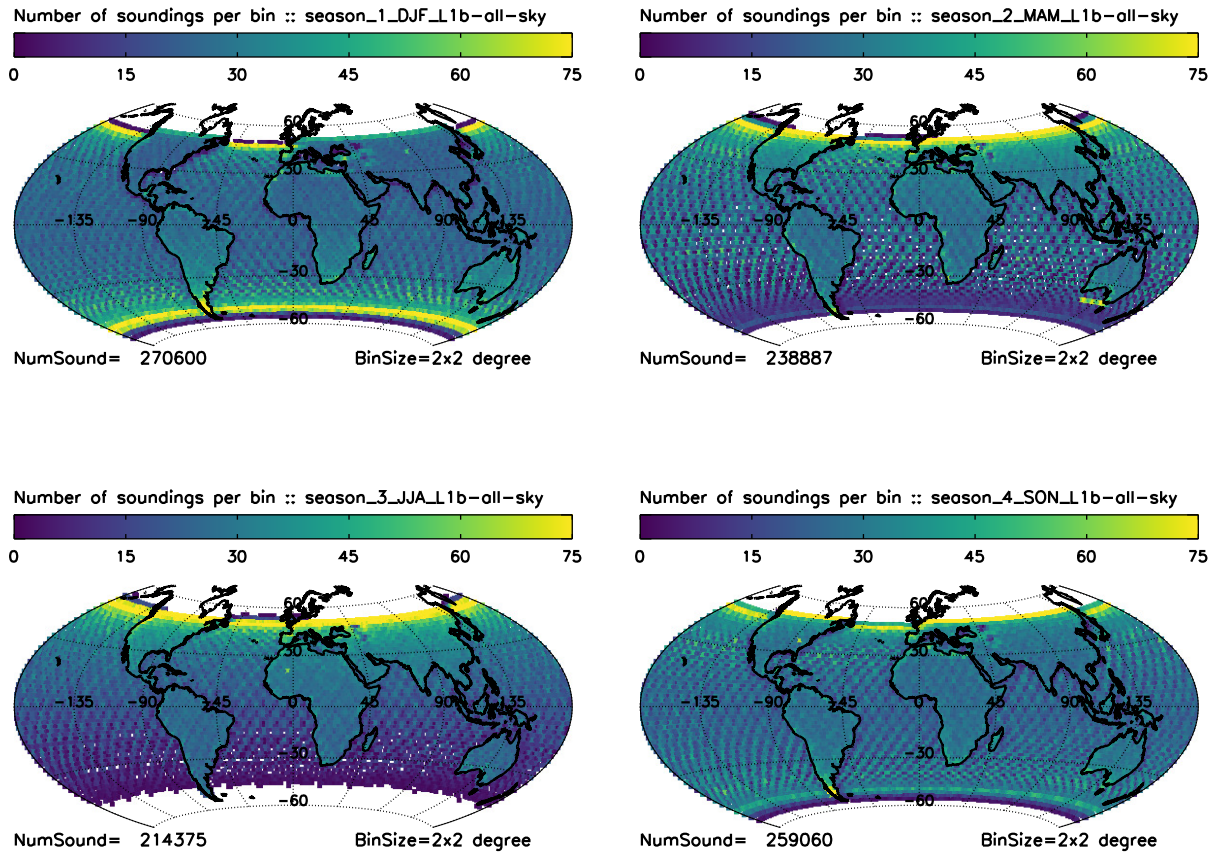 Number of soundings per bin :: season_1_DJF_L1b-all-sky
0 15 30 45 60 75
60
30
-135 -90 -45 0 45 90 135
-30
-60
NumSound= 270600 BinSize=2x2 degree
Number of soundings per bin :: season_2_MAM_L1b-all-sky
0 15 30 45 60 75
60
30
-135 -90 -45 0 45 90 135
-30
-60
NumSound= 238887 BinSize=2x2 degree
Number of soundings per bin :: season_3_JJA_L1b-all-sky
0 15 30 45 60 75
60
30
-135 -90 -45 0 45 90 135
-30
-60
NumSound= 214375 BinSize=2x2 degree
Number of soundings per bin :: season_4_SON_L1b-all-sky
0 15 30 45 60 75
60
30
-135 -90 -45 0 45 90 135
-30
-60
NumSound= 259060 BinSize=2x2 degree